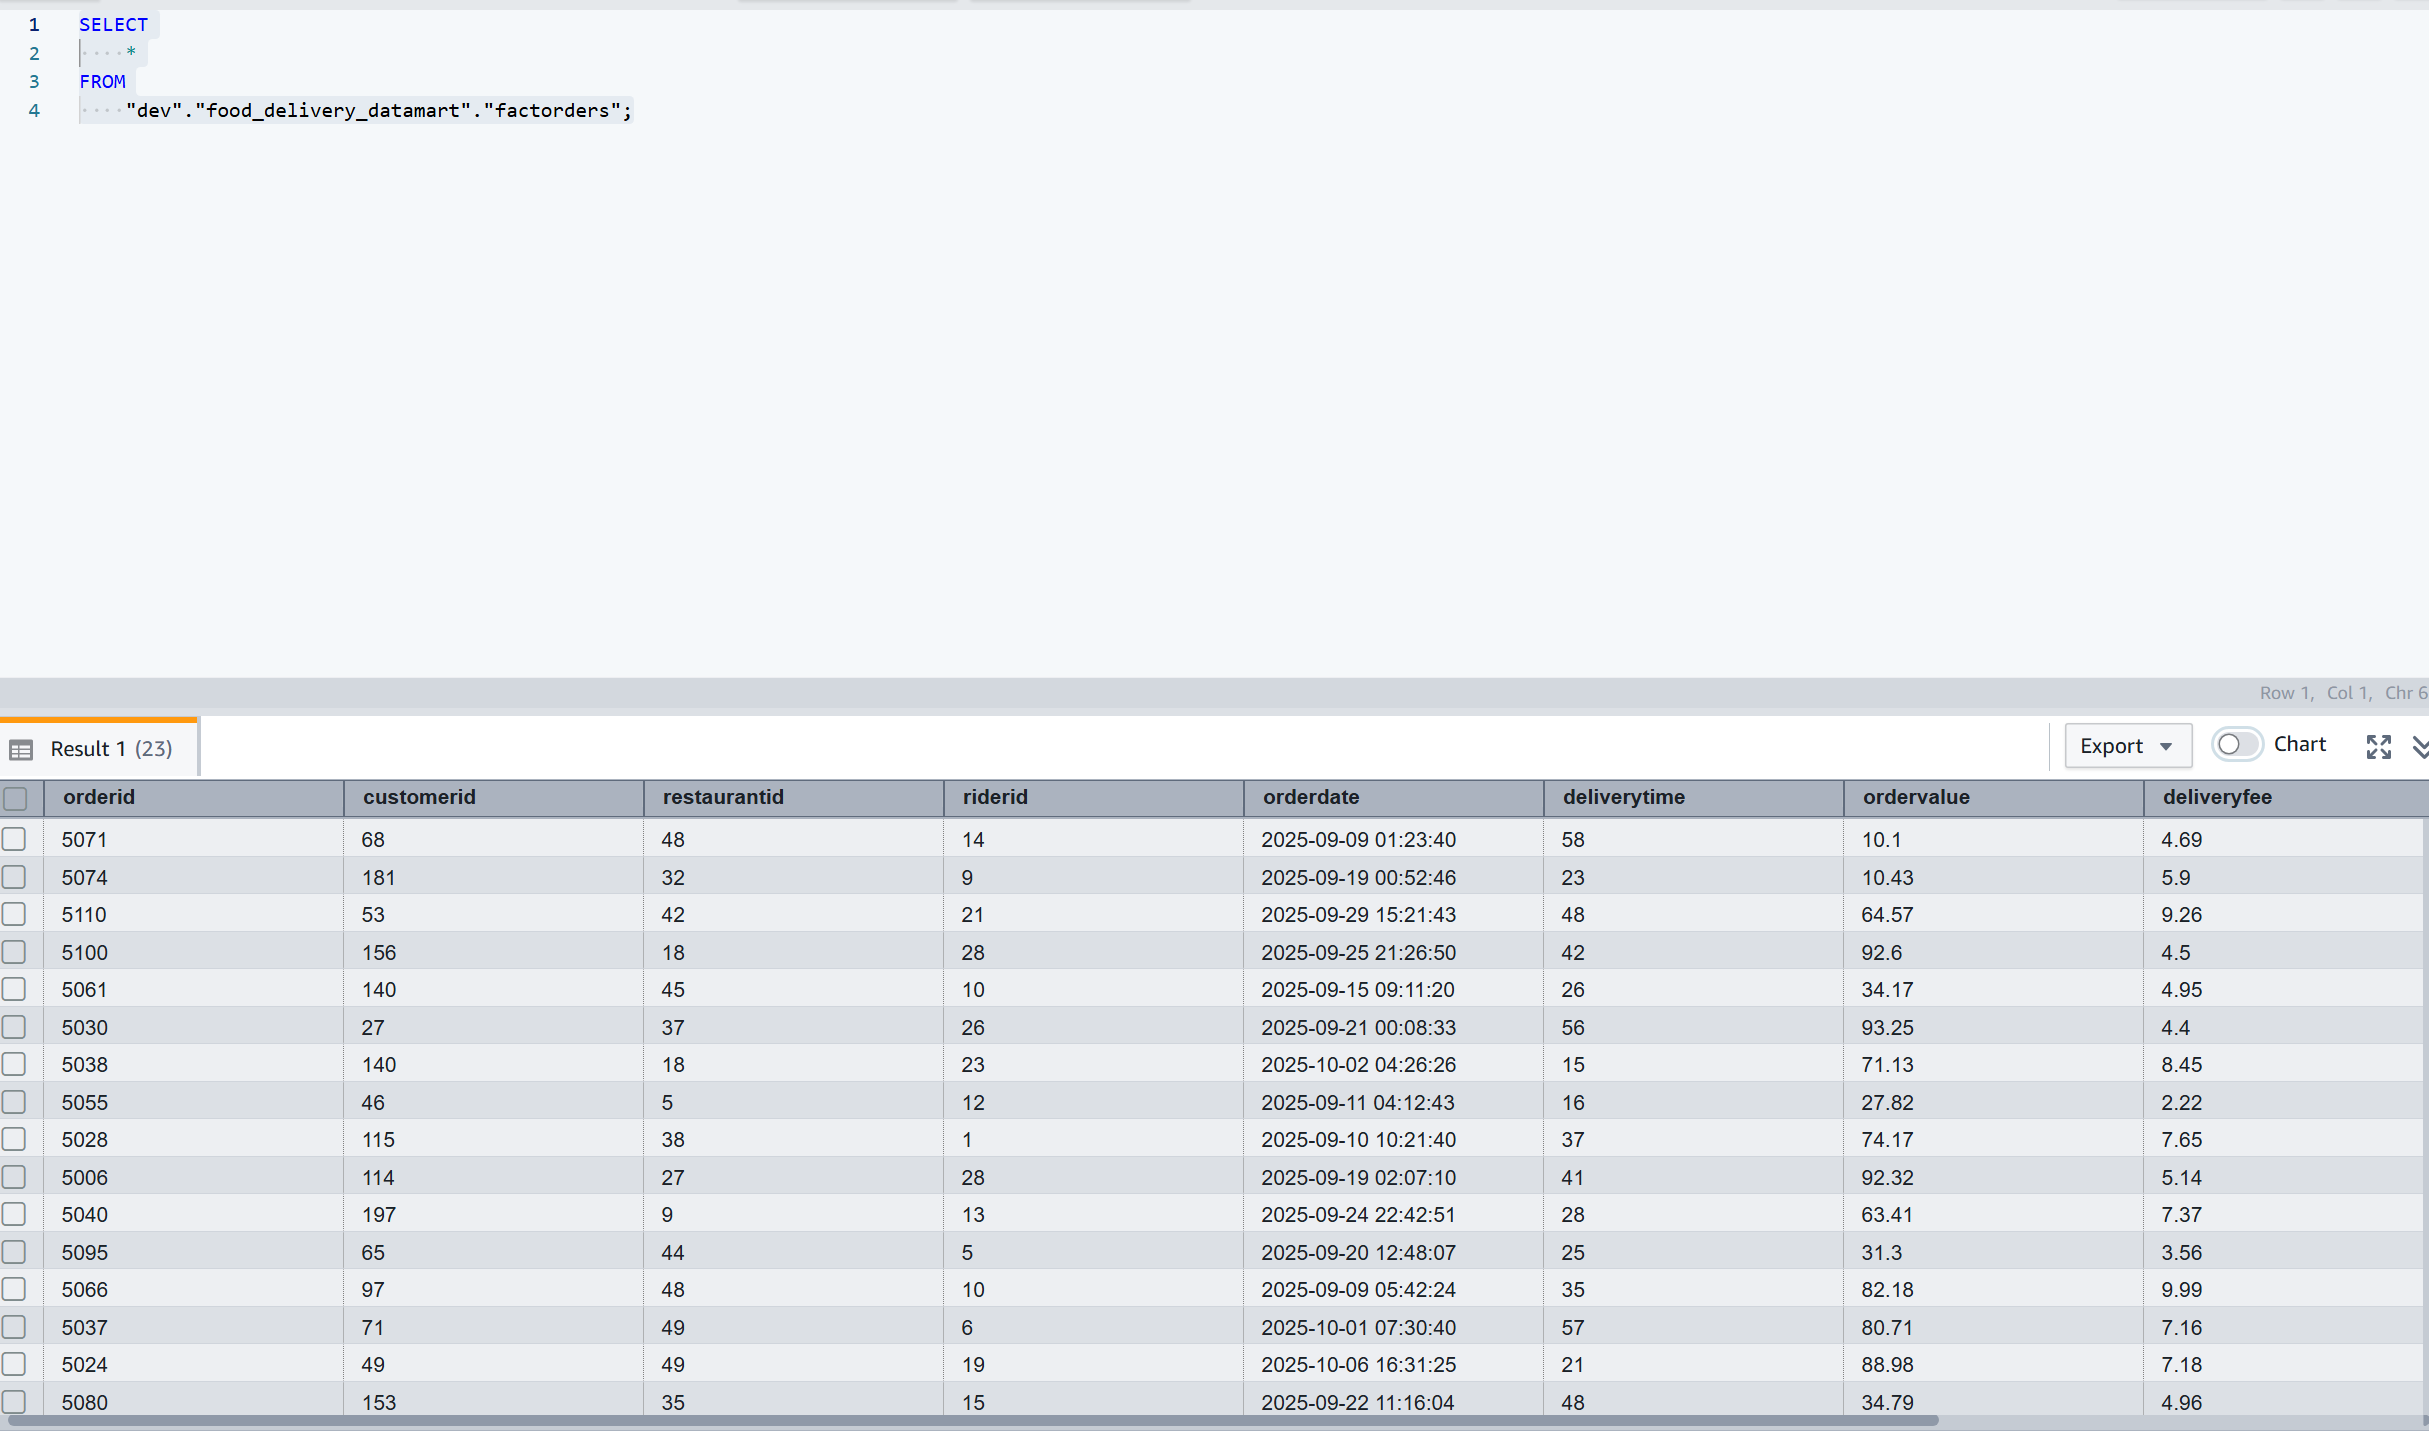 1 SELECT
2 *
3 FROM
4 "dev"."food_delivery_datamart"."factorders";
Row 1, Col 1, Chr 6
Result 1 (23) Export Chart
orderid customerid restaurantid riderid orderdate deliverytime ordervalue deliveryfee
5071 68 48 14 2025-09-09 01:23:40 58 10.1 4.69
5074 181 32 9 2025-09-19 00:52:46 23 10.43 5.9
5110 53 42 21 2025-09-29 15:21:43 48 64.57 9.26
5100 156 18 28 2025-09-25 21:26:50 42 92.6 4.5
5061 140 45 10 2025-09-15 09:11:20 26 34.17 4.95
5030 27 37 26 2025-09-21 00:08:33 56 93.25 4.4
5038 140 18 23 2025-10-02 04:26:26 15 71.13 8.45
5055 46 5 12 2025-09-11 04:12:43 16 27.82 2.22
5028 115 38 1 2025-09-10 10:21:40 37 74.17 7.65
5006 114 27 28 2025-09-19 02:07:10 41 92.32 5.14
5040 197 9 13 2025-09-24 22:42:51 28 63.41 7.37
5095 65 44 5 2025-09-20 12:48:07 25 31.3 3.56
5066 97 48 10 2025-09-09 05:42:24 35 82.18 9.99
5037 71 49 6 2025-10-01 07:30:40 57 80.71 7.16
5024 49 49 19 2025-10-06 16:31:25 21 88.98 7.18
5080 153 35 15 2025-09-22 11:16:04 48 34.79 4.96